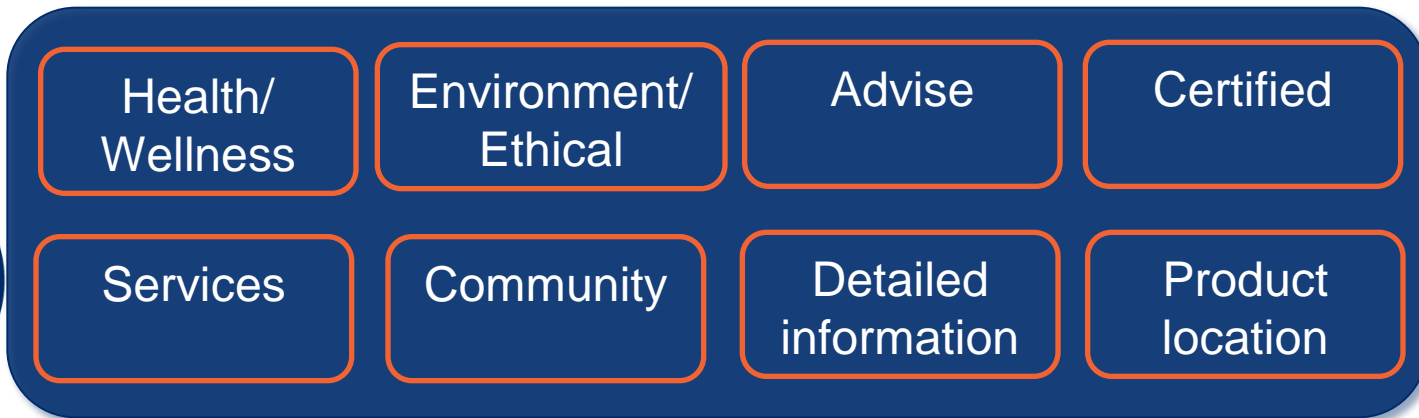 Health/
Wellness
Environment/
Ethical
Advise
Certified
Services
Community
Detailed
information
Product
location